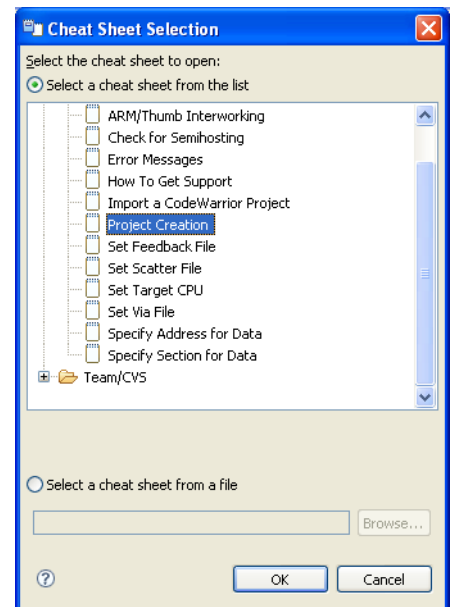 Cheat Sheet Selection
Select the cheat sheet to open:
Select a cheat sheet from the list
ARM/Thumb Interworking
Check for Semihosting
Error Messages
How To Get Support
Import a CodeWarrior Project
Project Creation
Set Feedback File
Set Scatter File
Set Target CPU
Set Via File
Specify Address for Data
Specify Section for Data
Team/CVS
Select a cheat sheet from a file
Browse...
?
OK Cancel